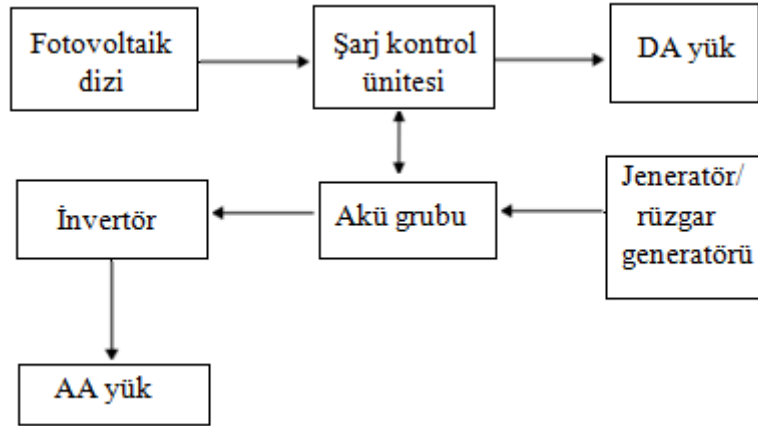 Fotovoltaik
dizi
Şarj kontrol
ünitesi
DA yük
İnvertör
Akü grubu
Jeneratör/
rüzgar
generatörü
AA yük